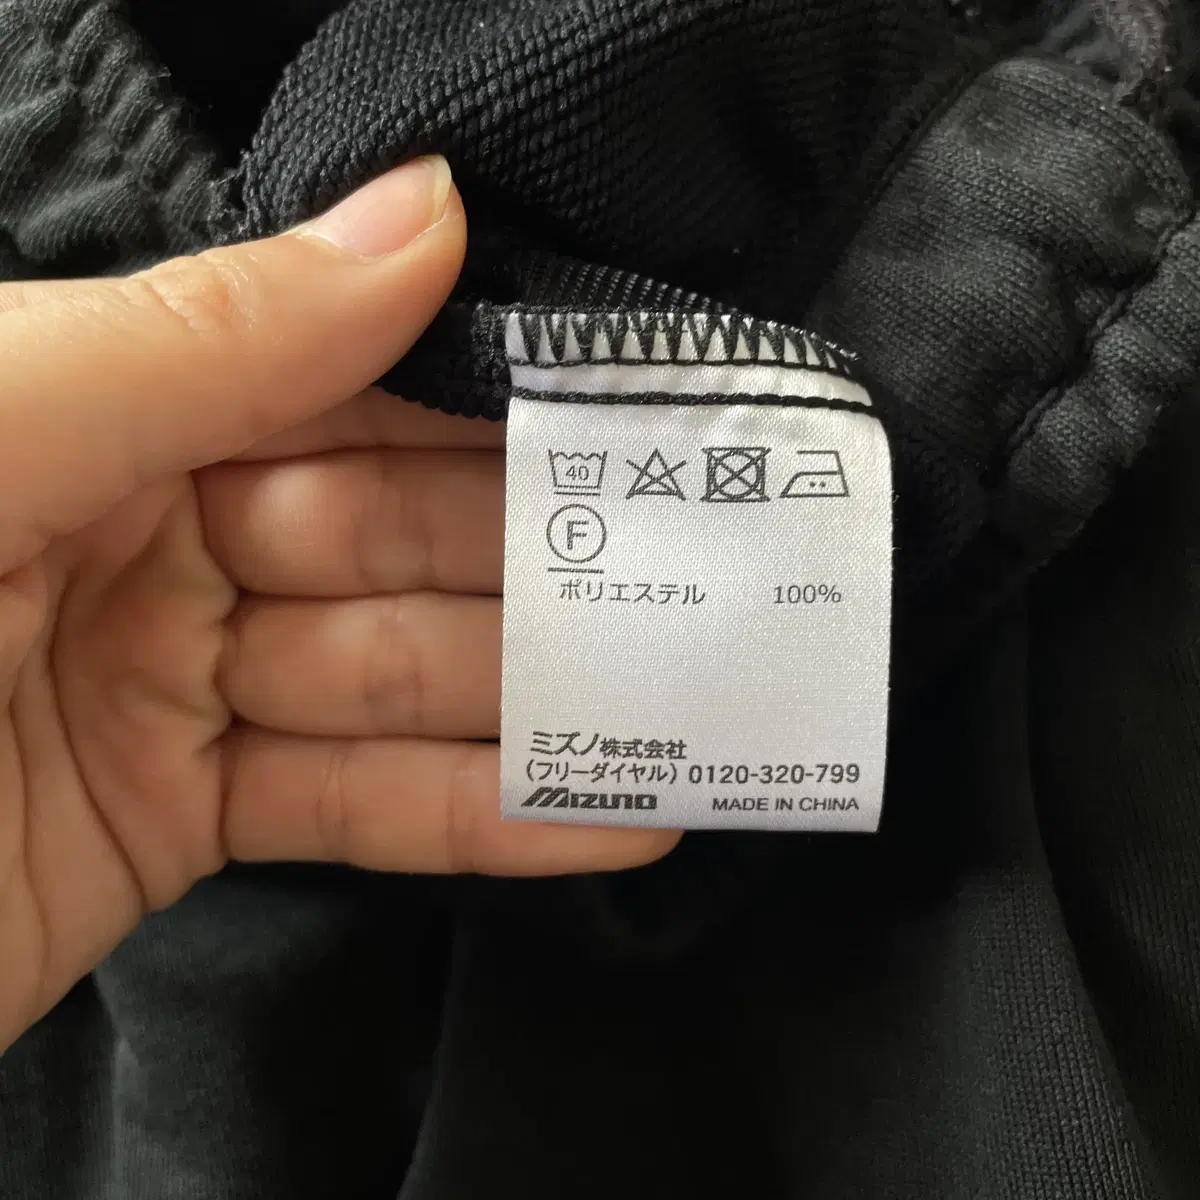 40
F
ポリエステル 100%
ミズノ株式会社
(フリーダイヤル) 0120-320-799
MIZUNO MADE IN CHINA